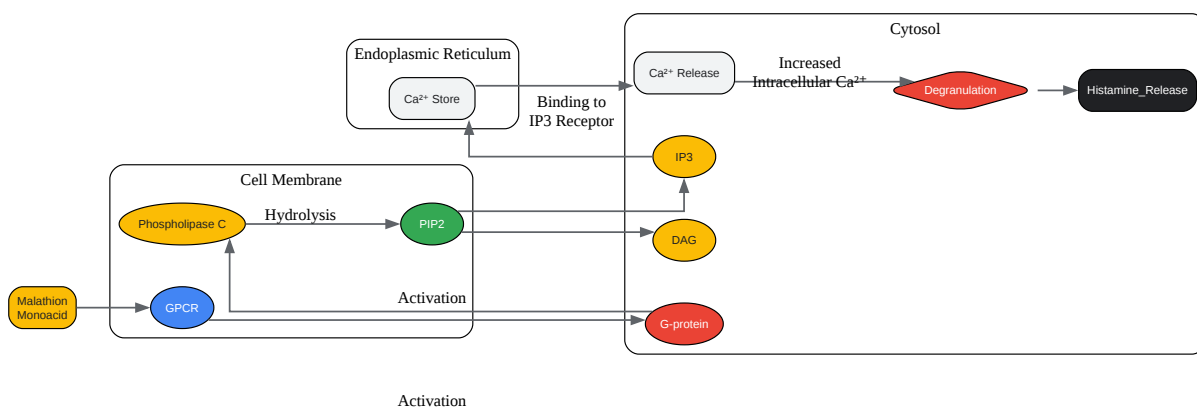 Cytosol
Endoplasmic Reticulum
Ca²⁺ Store
Ca²⁺ Release
Increased
Intracellular Ca²⁺
Degranulation
Histamine_Release
Binding to
IP3 Receptor
IP3
Cell Membrane
Phospholipase C
Hydrolysis
PIP2
DAG
Malathion
Monoacid
GPCR
Activation
G-protein
Activation